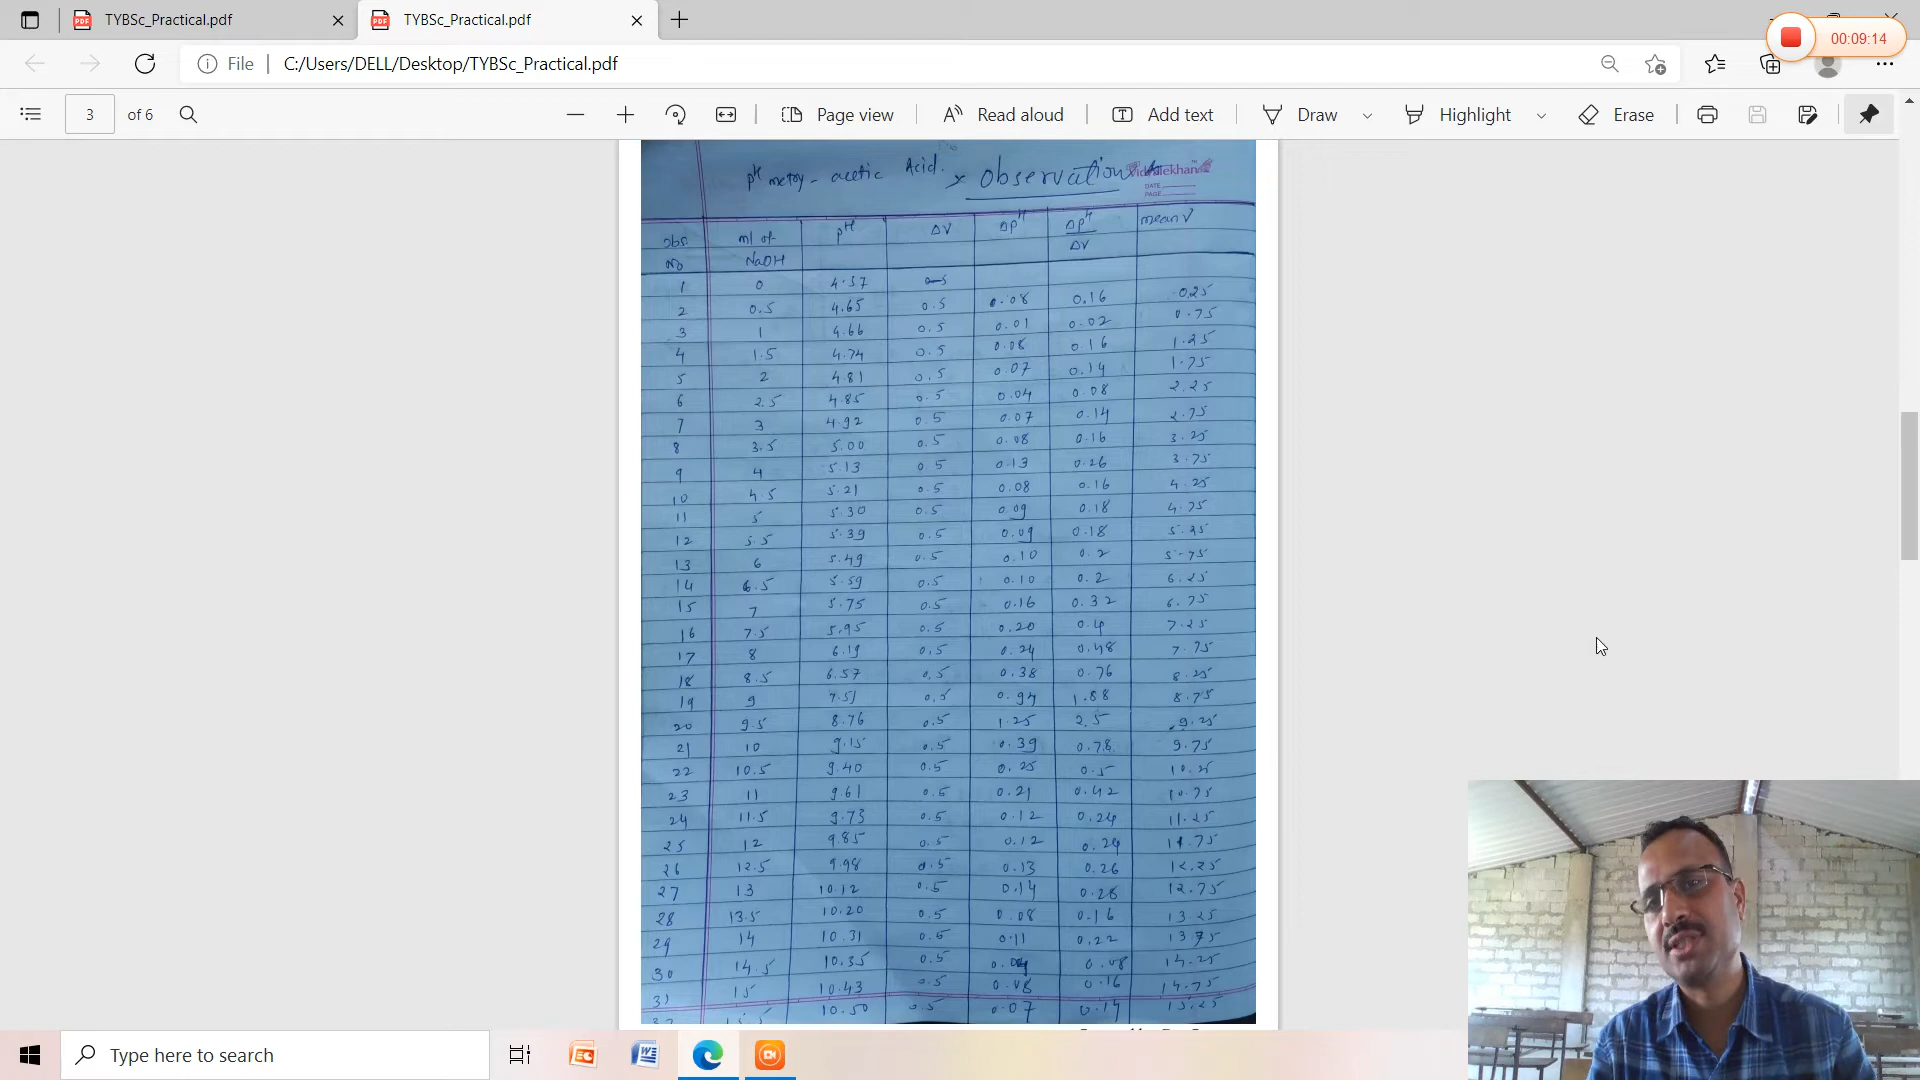 TYBSc_Practical.pdf
TYBSc_Practical.pdf
00:09:14
File C:/Users/DELL/Desktop/TYBSc_Practical.pdf
3 of 6 Page view Read aloud Add text Draw Highlight Erase
pH metry - acetic Acid. observation
DATE
PAGE
obs. No ml of NaOH pH ΔV ΔpH ΔpH/ΔV mean V
1 0 4.57
2 0.5 4.65 0.5 0.08 0.16 0.25
3 1 4.66 0.5 0.01 0.02 0.75
4 1.5 4.74 0.5 0.08 0.16 1.25
5 2 4.81 0.5 0.07 0.14 1.75
6 2.5 4.85 0.5 0.04 0.08 2.25
7 3 4.92 0.5 0.07 0.14 2.75
8 3.5 5.00 0.5 0.08 0.16 3.25
9 4 5.13 0.5 0.13 0.26 3.75
10 4.5 5.21 0.5 0.08 0.16 4.25
11 5 5.30 0.5 0.09 0.18 4.75
12 5.5 5.39 0.5 0.09 0.18 5.25
13 6 5.49 0.5 0.10 0.2 5.75
14 6.5 5.59 0.5 0.10 0.2 6.25
15 7 5.75 0.5 0.16 0.32 6.75
16 7.5 5.95 0.5 0.20 0.4 7.25
17 8 6.19 0.5 0.24 0.48 7.75
18 8.5 6.57 0.5 0.38 0.76 8.25
19 9 7.51 0.5 0.94 1.88 8.75
20 9.5 8.76 0.5 1.25 2.5 9.25
21 10 9.15 0.5 0.39 0.78 9.75
22 10.5 9.40 0.5 0.25 0.5 10.25
23 11 9.61 0.5 0.21 0.42 10.75
24 11.5 9.73 0.5 0.12 0.24 11.25
25 12 9.85 0.5 0.12 0.24 11.75
26 12.5 9.98 0.5 0.13 0.26 12.25
27 13 10.12 0.5 0.14 0.28 12.75
28 13.5 10.20 0.5 0.08 0.16 13.25
29 14 10.31 0.5 0.11 0.22 13.75
30 14.5 10.35 0.5 0.04 0.08 14.25
31 15 10.43 0.5 0.08 0.16 14.75
10.50 0.5 0.07 0.14 15.25
Type here to search